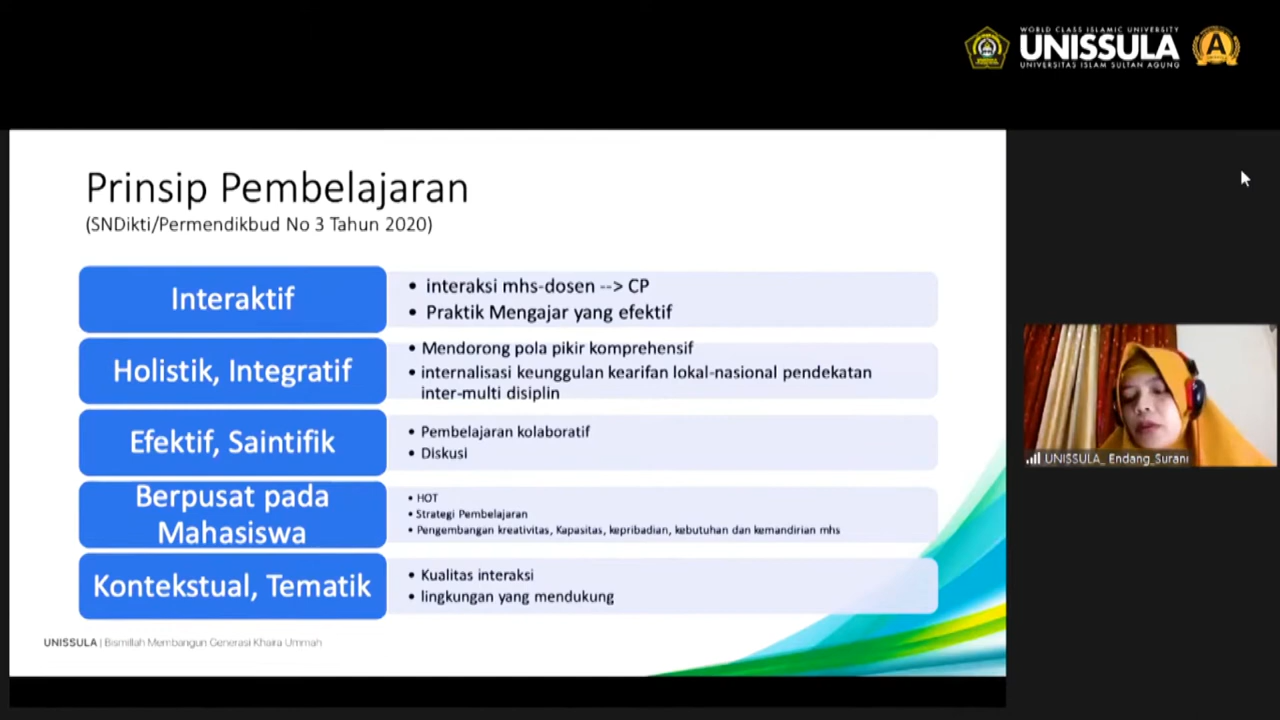 WORLD CLASS ISLAMIC UNIVERSITY
UNISSULA
UNIVERSITAS ISLAM SULTAN AGUNG
A
Prinsip Pembelajaran
(SNDikti/Permendikbud No 3 Tahun 2020)
Interaktif
• interaksi mhs-dosen --> CP
• Praktik Mengajar yang efektif
Holistik, Integratif
• Mendorong pola pikir komprehensif
• internalisasi keunggulan kearifan lokal-nasional pendekatan
inter-multi disiplin
Efektif, Saintifik
• Pembelajaran kolaboratif
• Diskusi
Berpusat pada
Mahasiswa
• HOT
• Strategi Pembelajaran
• Pengembangan kreativitas, Kapasitas, kepribadian, kebutuhan dan kemandirian mhs
Kontekstual, Tematik
• Kualitas interaksi
• lingkungan yang mendukung
UNISSULA_ Endang_Surani
UNISSULA | Bismillah Membangun Generasi Khaira Ummah